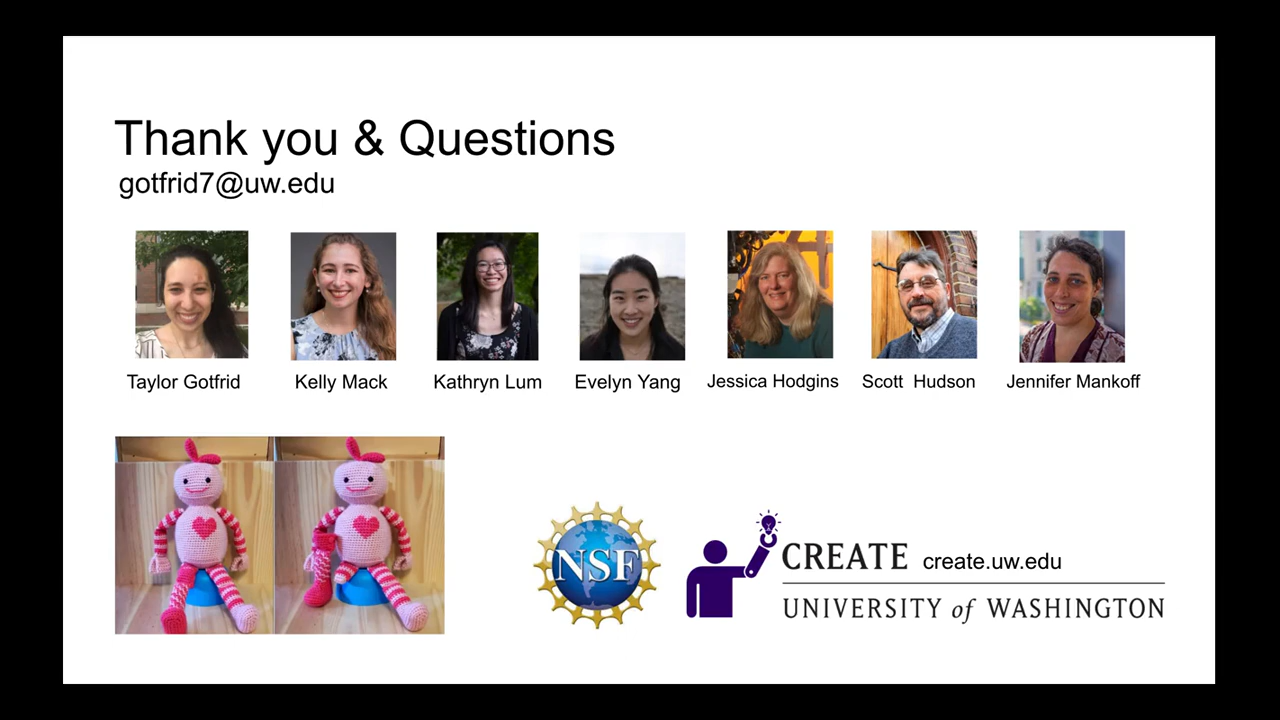 Thank you & Questions
gotfrid7@uw.edu
Taylor Gotfrid
Kelly Mack
Kathryn Lum
Evelyn Yang
Jessica Hodgins
Scott Hudson
Jennifer Mankoff
NSF
CREATE create.uw.edu
UNIVERSITY of WASHINGTON